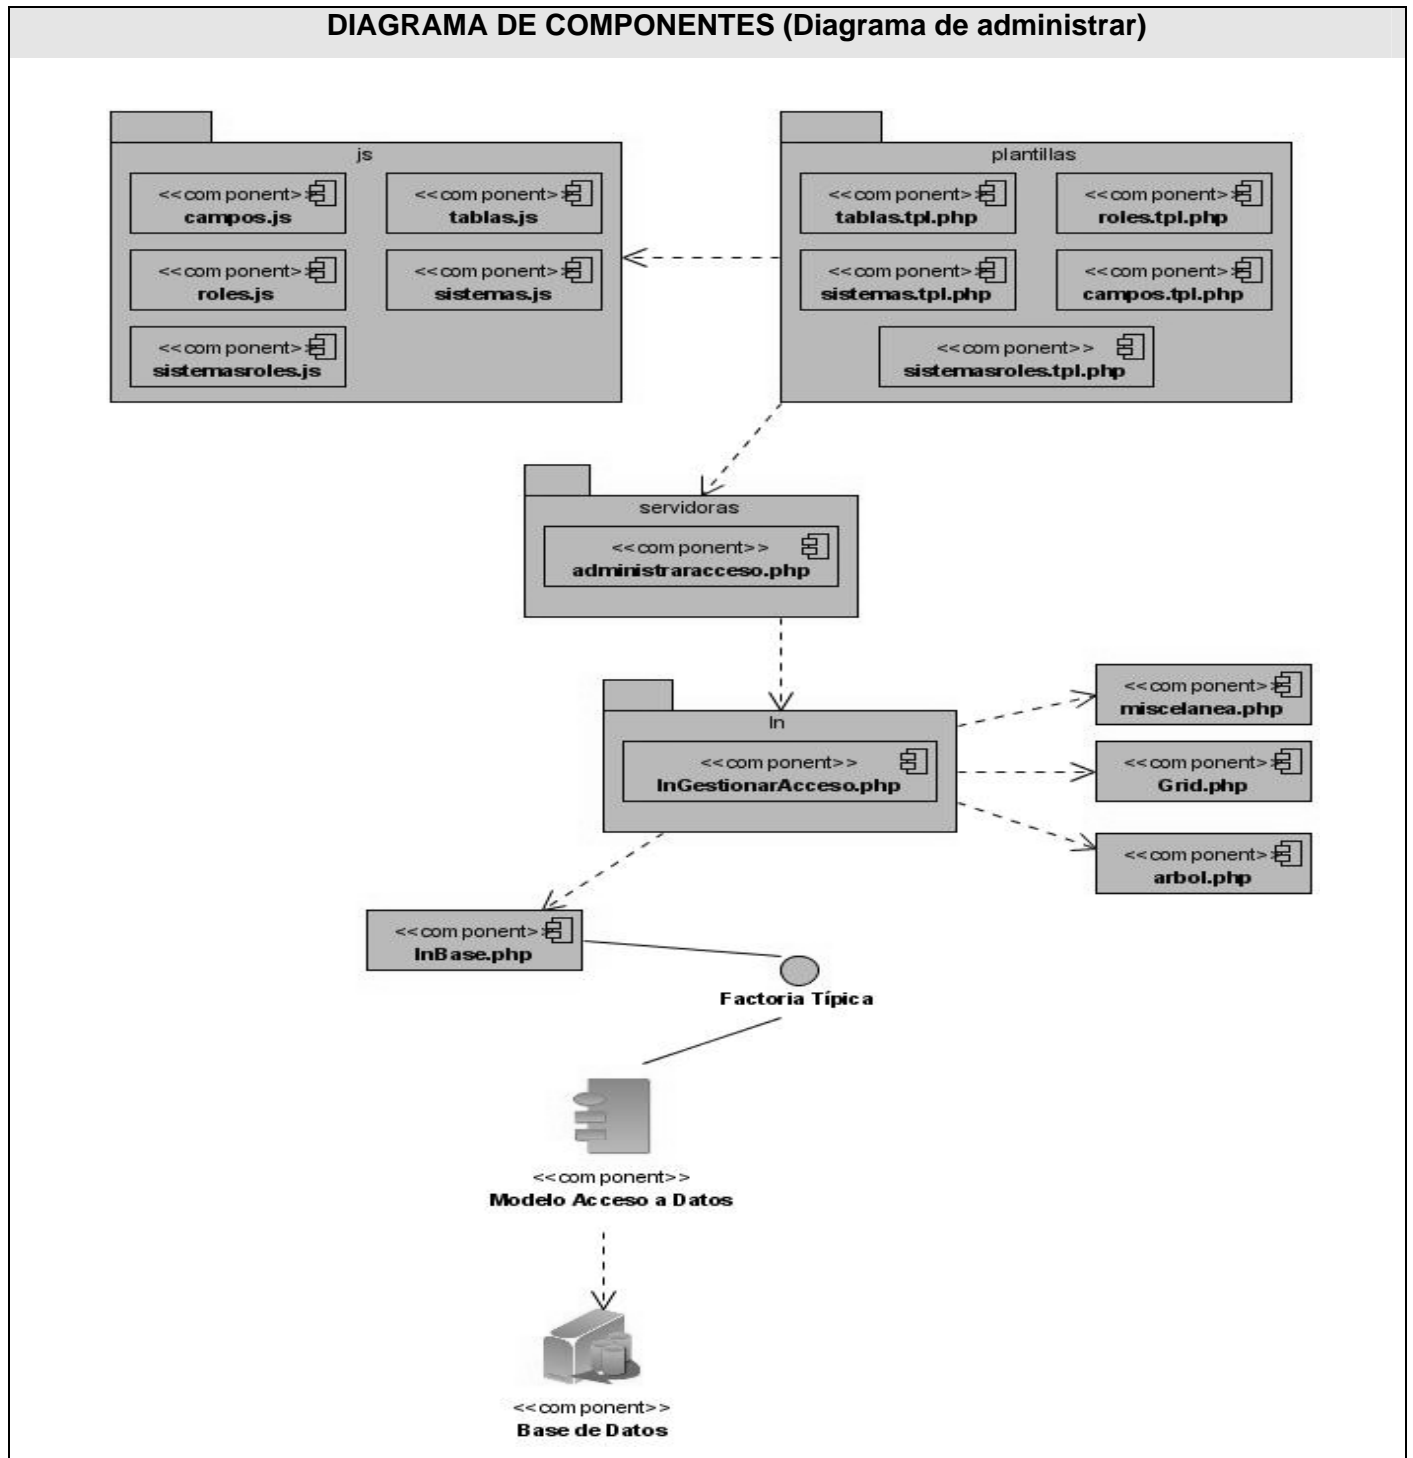 DIAGRAMA DE COMPONENTES (Diagrama de administrar)
js
<<component>>
campos.js
<<component>>
tablas.js
<<component>>
roles.js
<<component>>
sistemas.js
<<component>>
sistemasroles.js
plantillas
<<component>>
tablas.tpl.php
<<component>>
roles.tpl.php
<<component>>
sistemas.tpl.php
<<component>>
campos.tpl.php
<<component>>
sistemasroles.tpl.php
servidoras
<<component>>
administraracceso.php
ln
<<component>>
lnGestionarAcceso.php
<<component>>
miscelanea.php
<<component>>
Grid.php
<<component>>
arbol.php
<<component>>
lnBase.php
Factoria Típica
<<component>>
Modelo Acceso a Datos
<<component>>
Base de Datos